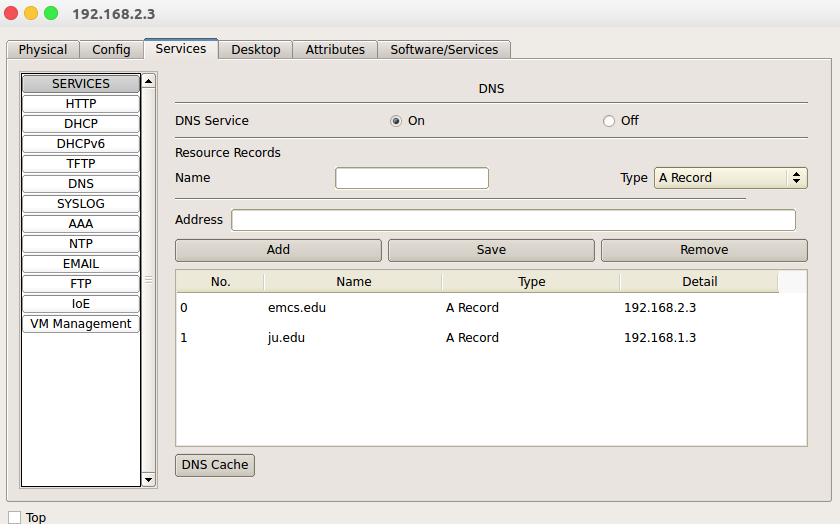 192.168.2.3
Physical Config Services Desktop Attributes Software/Services
SERVICES
HTTP
DHCP
DHCPv6
TFTP
DNS
SYSLOG
AAA
NTP
EMAIL
FTP
IoE
VM Management
DNS
DNS Service On Off
Resource Records
Name Type A Record
Address
Add Save Remove
No. Name Type Detail
0 emcs.edu A Record 192.168.2.3
1 ju.edu A Record 192.168.1.3
DNS Cache
Top